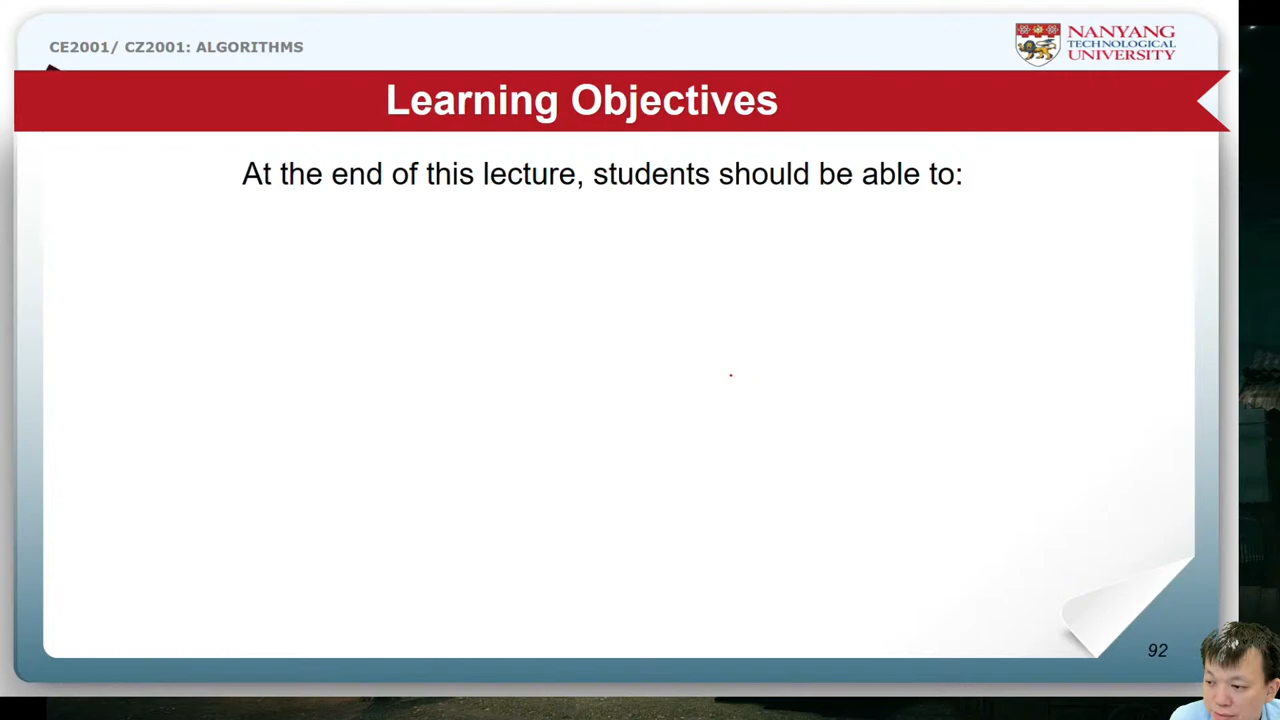 CE2001/ CZ2001: ALGORITHMS
NANYANG
TECHNOLOGICAL
UNIVERSITY
Learning Objectives
At the end of this lecture, students should be able to:
92